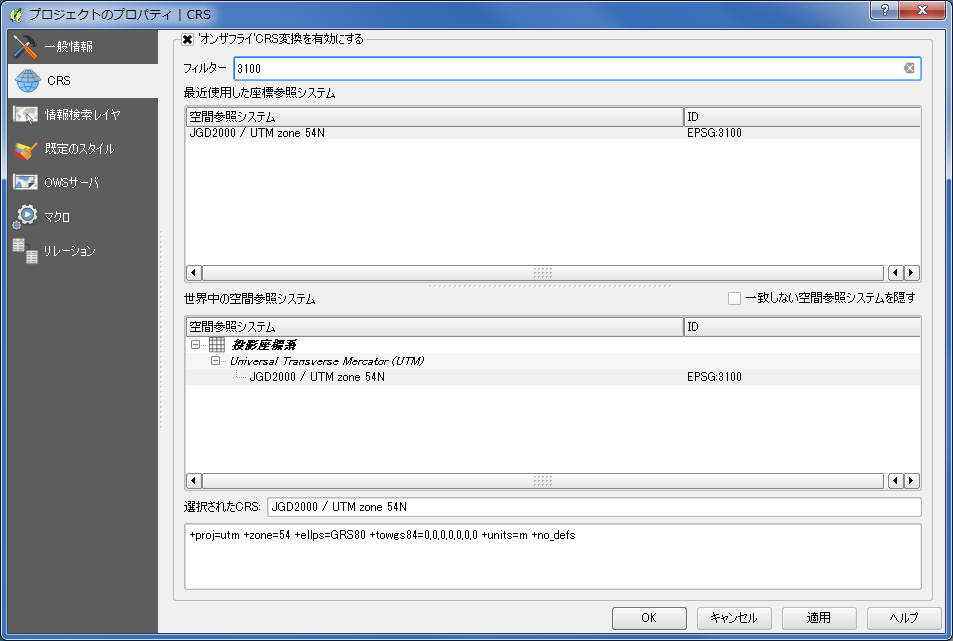 プロジェクトのプロパティ | CRS
一般情報
CRS
情報検索レイヤ
既定のスタイル
OWSサーバ
マクロ
リレーション
'オンザフライ'CRS変換を有効にする
フィルター 3100
最近使用した座標参照システム
空間参照システム ID
JGD2000 / UTM zone 54N EPSG:3100
世界中の空間参照システム 一致しない空間参照システムを隠す
空間参照システム ID
投影座標系
Universal Transverse Mercator (UTM)
JGD2000 / UTM zone 54N EPSG:3100
選択されたCRS: JGD2000 / UTM zone 54N
+proj=utm +zone=54 +ellps=GRS80 +towgs84=0,0,0,0,0,0,0 +units=m +no_defs
OK キャンセル 適用 ヘルプ